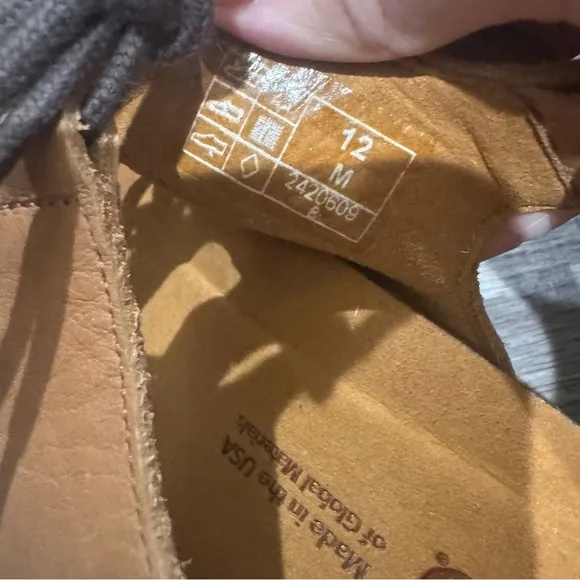 12
M
2420609
Made in the USA
of Global Materials